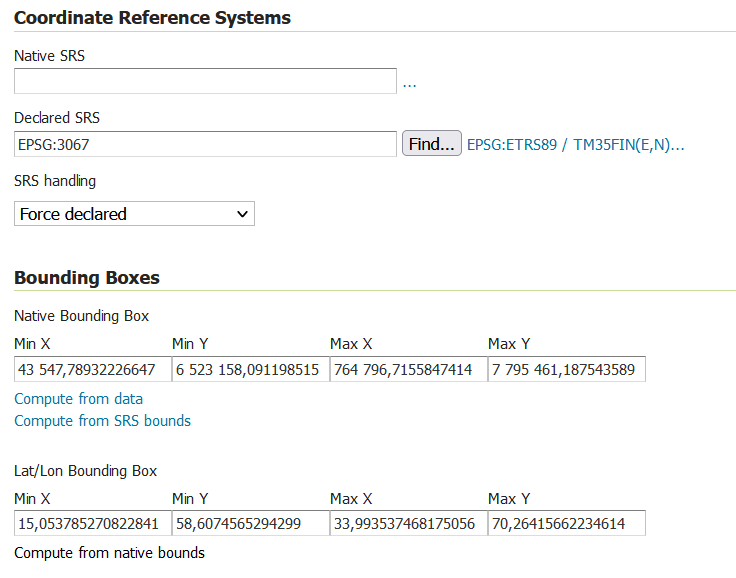 Coordinate Reference Systems
Native SRS
...
Declared SRS
EPSG:3067 Find... EPSG:ETRS89 / TM35FIN(E,N)...
SRS handling
Force declared
Bounding Boxes
Native Bounding Box
Min X Min Y Max X Max Y
43 547,78932226647 6 523 158,091198515 764 796,7155847414 7 795 461,187543589
Compute from data
Compute from SRS bounds
Lat/Lon Bounding Box
Min X Min Y Max X Max Y
15,053785270822841 58,6074565294299 33,993537468175056 70,26415662234614
Compute from native bounds